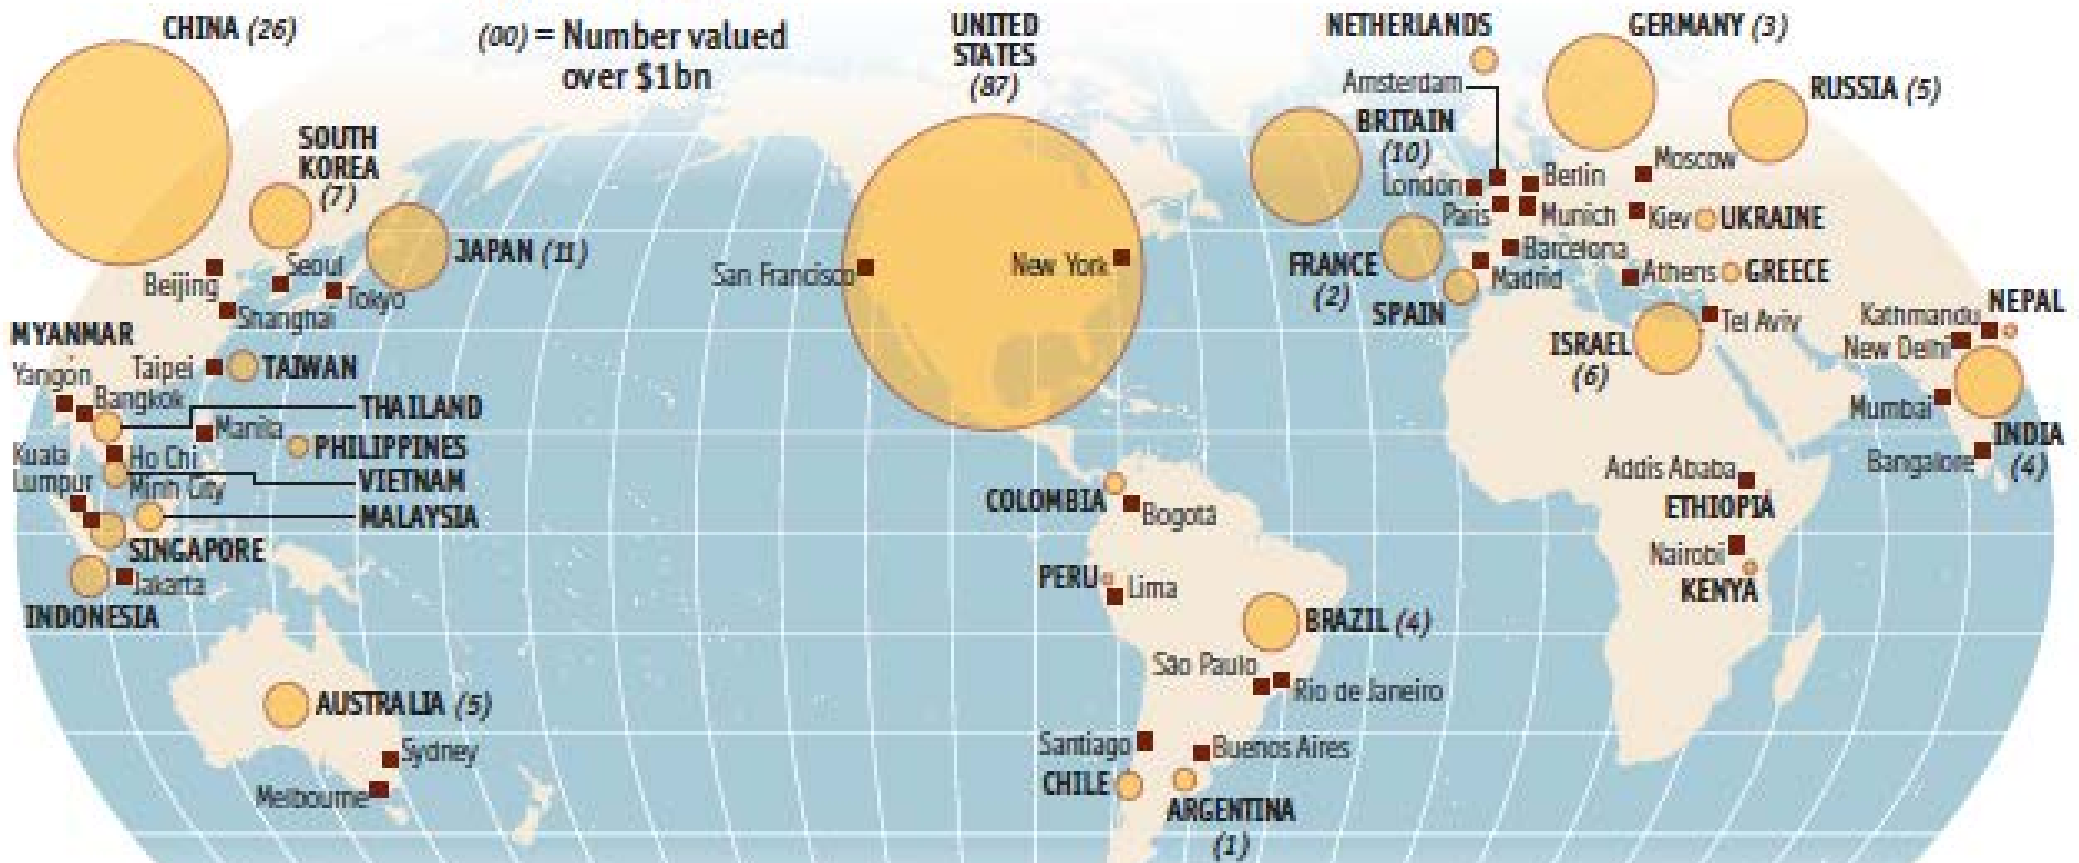 CHINA (26)
(00) = Number valued
over $1bn
UNITED
STATES
(87)
NETHERLANDS
Amsterdam
GERMANY (3)
RUSSIA (5)
SOUTH
KOREA
(7)
BRITAIN
(10)
London
Paris
Berlin
Munich
Moscow
Kiev
UKRAINE
JAPAN (11)
Seoul
Beijing
Tokyo
Shanghai
San Francisco
New York
FRANCE
(2)
Barcelona
Madrid
SPAIN
Athens
GREECE
ISRAEL
(6)
Tel Aviv
NEPAL
Kathmandu
New Delhi
Mumbai
INDIA
(4)
Bangalore
MYANMAR
Yangon
Taipei
TAIWAN
Bangkok
THAILAND
Manila
PHILIPPINES
Kuala
Lumpur
Ho Chi
Minh City
VIETNAM
MALAYSIA
SINGAPORE
Jakarta
INDONESIA
COLOMBIA
Bogotá
Addis Ababa
ETHIOPIA
Nairobi
KENYA
PERU
Lima
BRAZIL (4)
São Paulo
Rio de Janeiro
AUSTRALIA (5)
Sydney
Melbourne
Santiago
CHILE
Buenos Aires
ARGENTINA
(1)